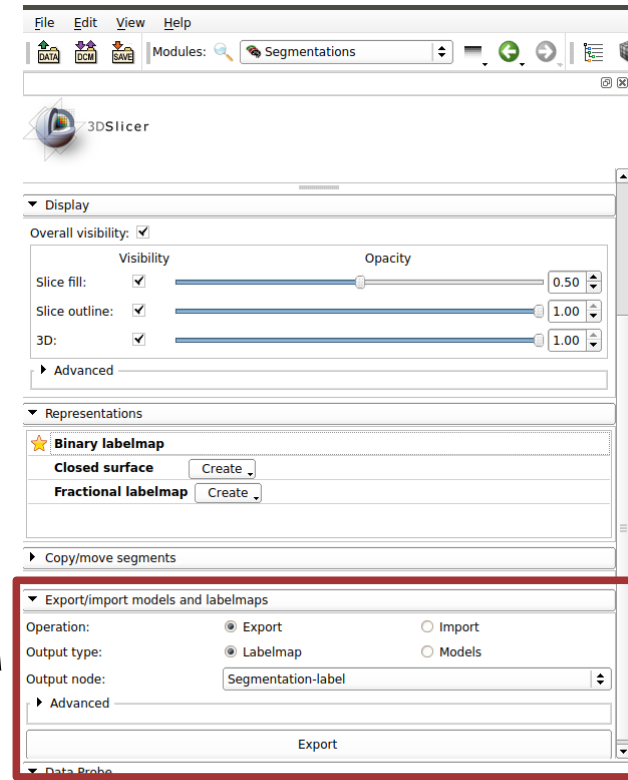 File Edit View Help
DATA DCM SAVE Modules: Segmentations
3DSlicer
Display
Overall visibility:
Visibility Opacity
Slice fill: 0.50
Slice outline: 1.00
3D: 1.00
Advanced
Representations
Binary labelmap
Closed surface Create
Fractional labelmap Create
Copy/move segments
Export/import models and labelmaps
Operation: Export Import
Output type: Labelmap Models
Output node: Segmentation-label
Advanced
Export
Data Probe